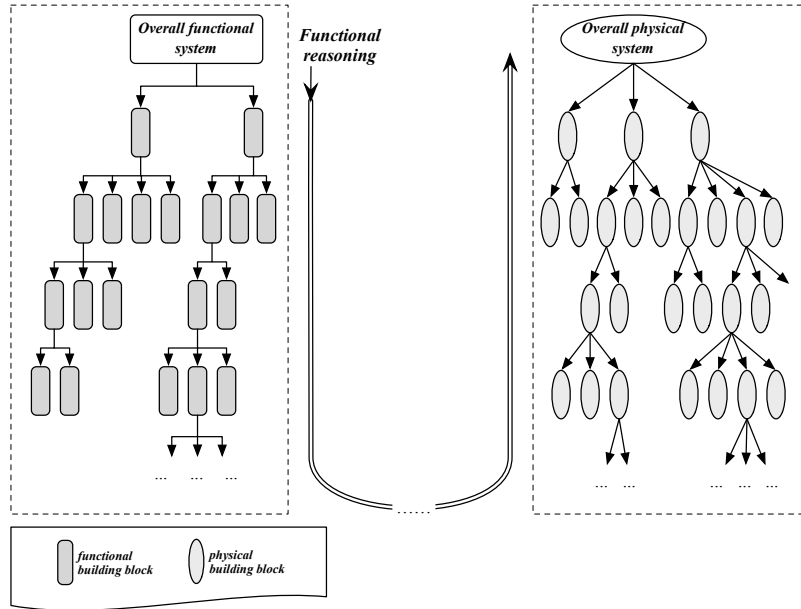 Overall functional
system
Functional
reasoning
Overall physical
system
... ... ...
......
... ... ... ... ...
functional
building block
physical
building block